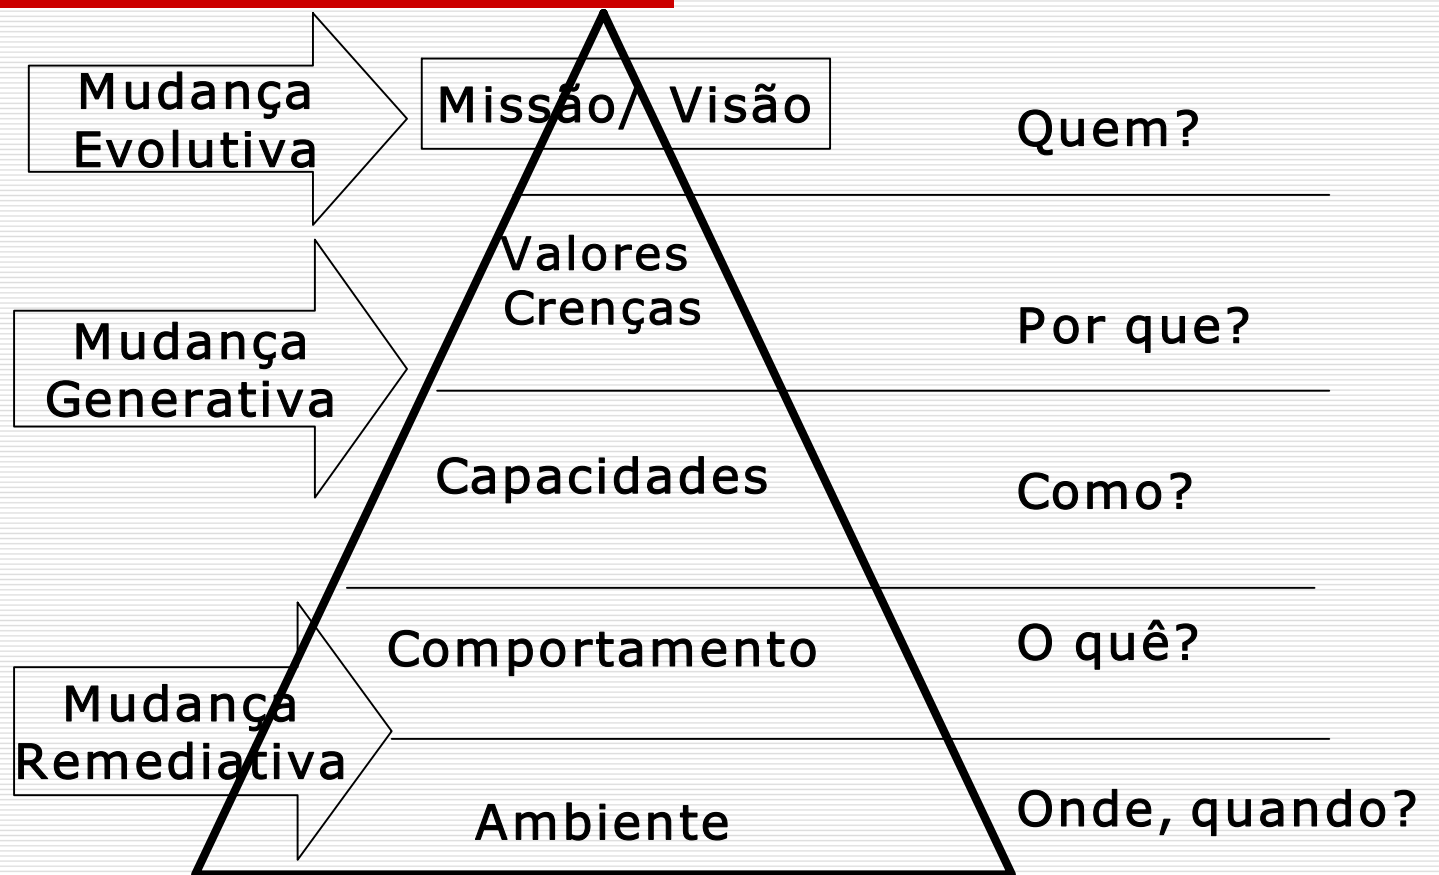 Mudança
Evolutiva
Missão/ Visão
Quem?
Valores
Crenças
Por que?
Mudança
Generativa
Capacidades
Como?
Comportamento
O quê?
Mudança
Remediativa
Ambiente
Onde, quando?